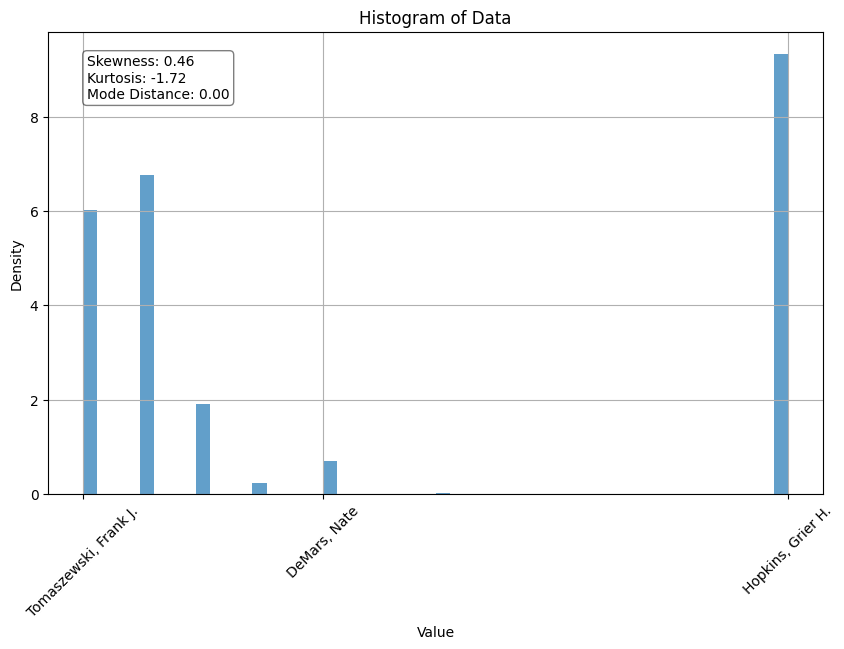 Histogram of Data
Skewness: 0.46
Kurtosis: -1.72
Mode Distance: 0.00
Density
8
6
4
2
0
Tomaszewski, Frank J.
DeMars, Nate
Hopkins, Grier H.
Value